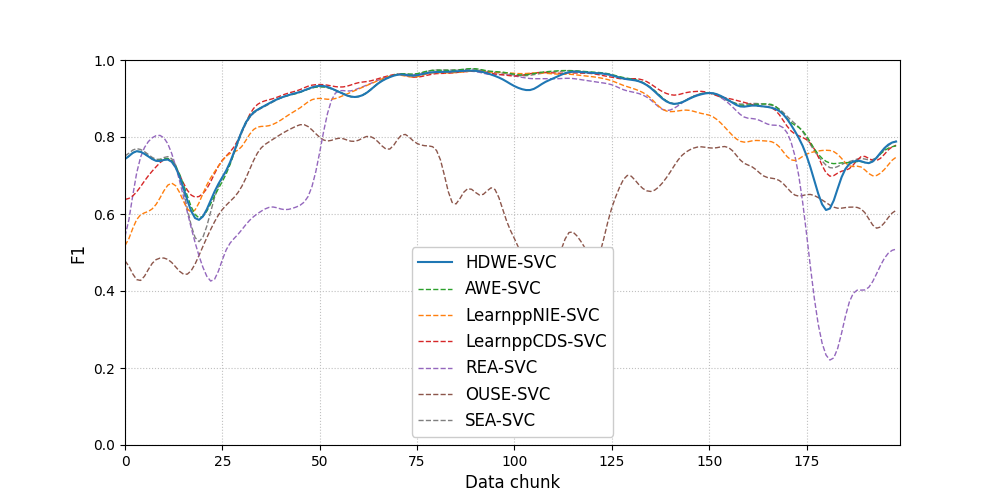 1.0
0.8
0.6
0.4
0.2
0.0
F1
HDWE-SVC
AWE-SVC
LearnppNIE-SVC
LearnppCDS-SVC
REA-SVC
OUSE-SVC
SEA-SVC
0 25 50 75 100 125 150 175
Data chunk